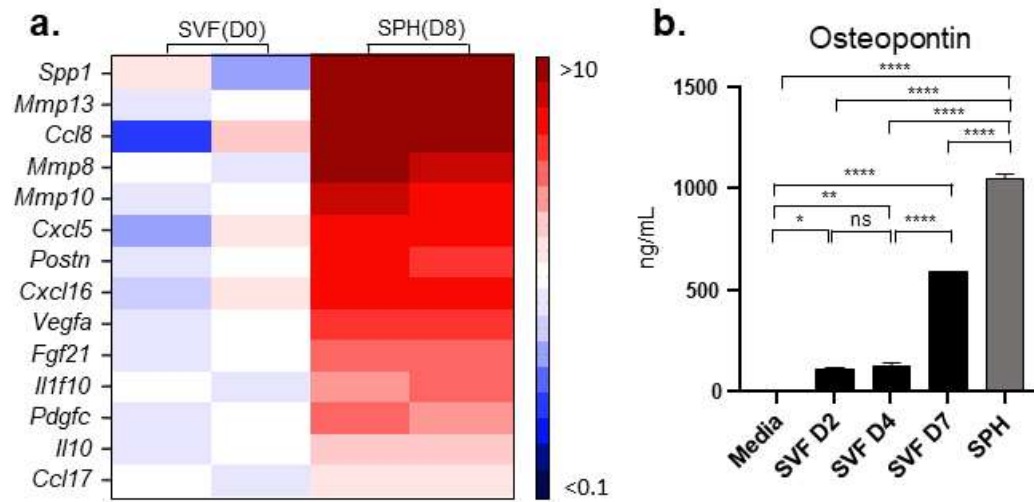 a.
SVF(D0)
SPH(D8)
Spp1
Mmp13
Ccl8
Mmp8
Mmp10
Cxcl5
Postn
Cxcl16
Vegfa
Fgf21
Il1f10
Pdgfc
Il10
Ccl17
>10
<0.1
b.
Osteopontin
****
****
****
****
****
**
*
ns
****
1500
1000
500
0
ng/mL
Media
SVF D2
SVF D4
SVF D7
SPH